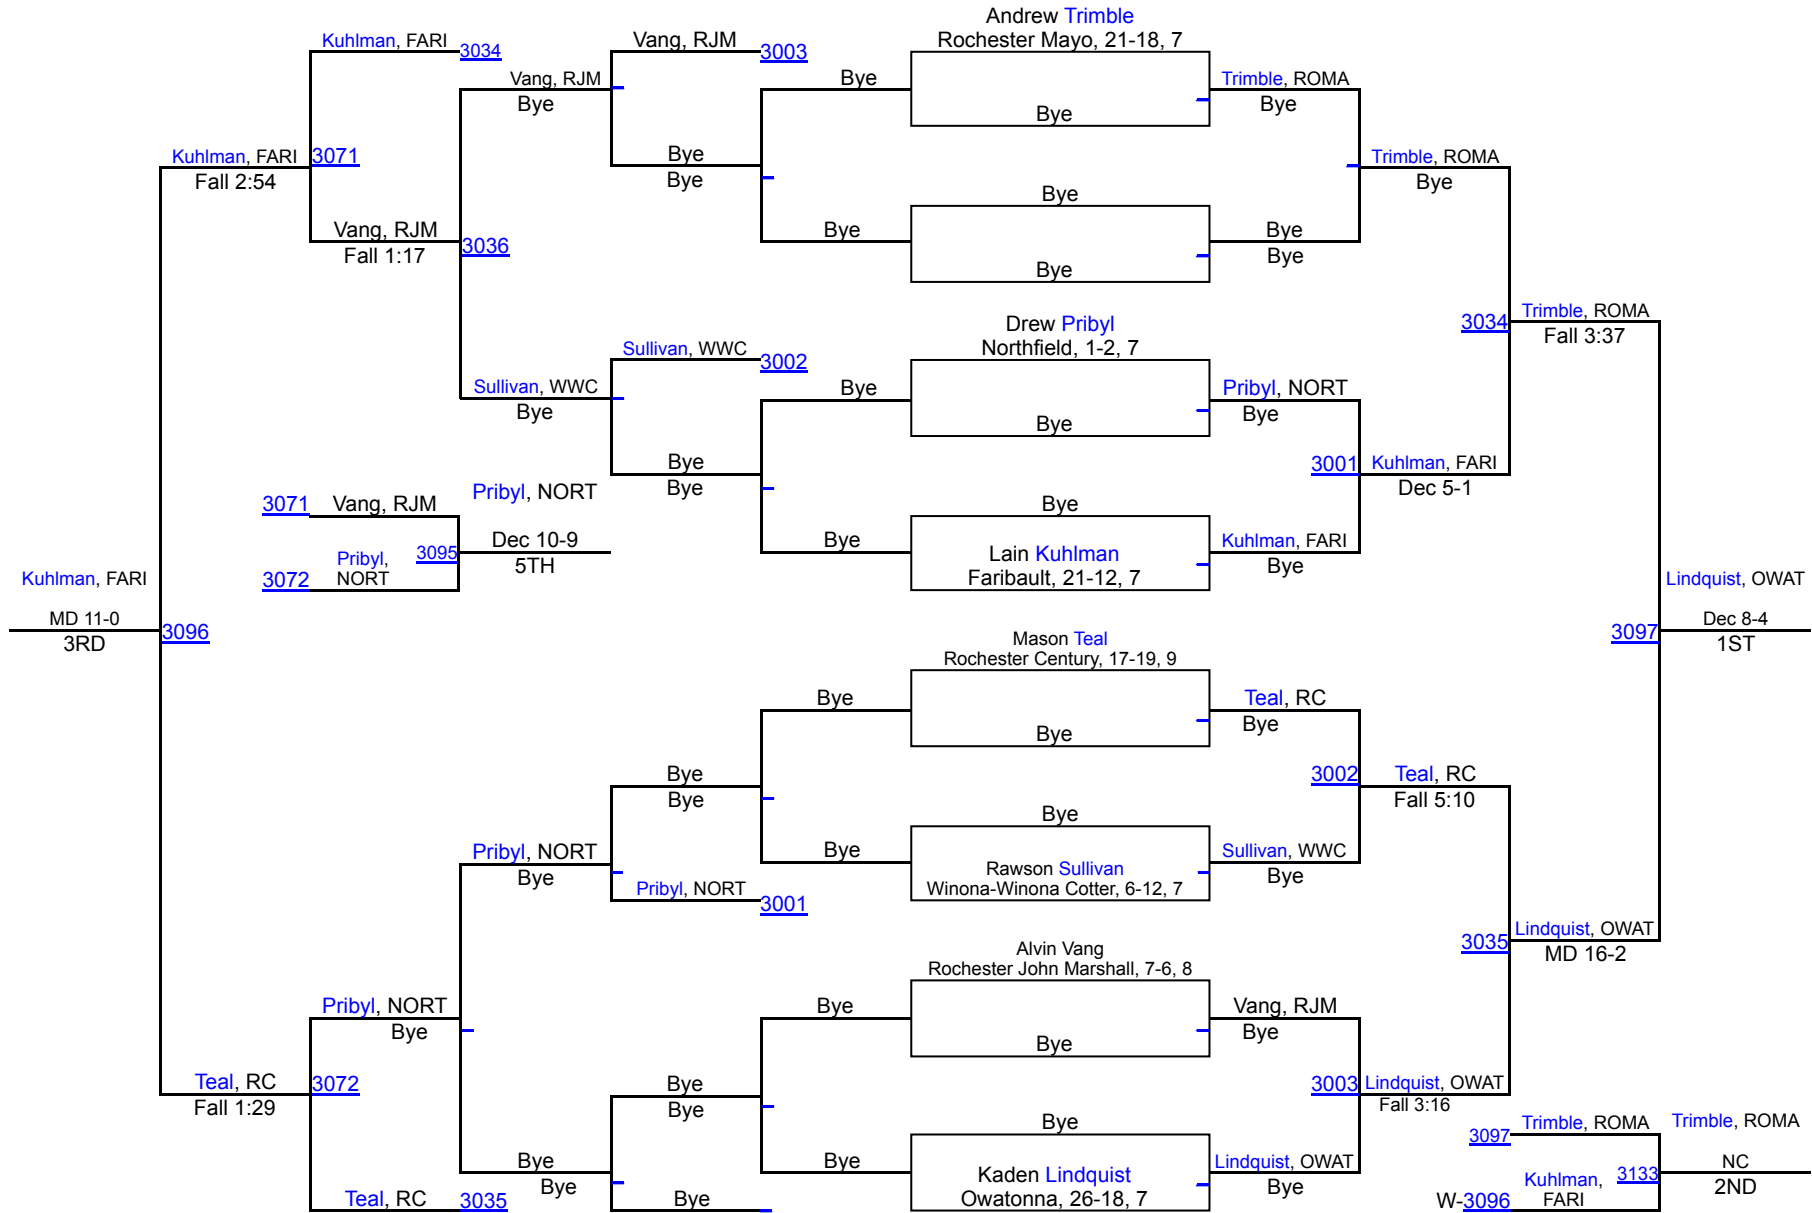 Andrew Trimble
Rochester Mayo, 21-18, 7
Kuhlman, FARI
3034
Vang, RJM
3003
Vang, RJM
Bye
Bye
Bye
Trimble, ROMA
Bye
Kuhlman, FARI
3071
Fall 2:54
Bye
Bye
Trimble, ROMA
Bye
Bye
Vang, RJM
Fall 1:17
3036
Bye
Bye
Bye
Bye
Drew Pribyl
Northfield, 1-2, 7
3034
Trimble, ROMA
Fall 3:37
Sullivan, WWC
3002
Sullivan, WWC
Bye
Bye
Bye
Pribyl, NORT
Bye
Bye
Bye
3001
Kuhlman, FARI
Dec 5-1
3071
Vang, RJM
Pribyl, NORT
Bye
Dec 10-9
5TH
3095
Pribyl,
NORT
3072
Bye
Lain Kuhlman
Faribault, 21-12, 7
Kuhlman, FARI
Bye
Kuhlman, FARI
MD 11-0
3RD
3096
Lindquist, OWAT
Dec 8-4
1ST
3097
Mason Teal
Rochester Century, 17-19, 9
Bye
Bye
Teal, RC
Bye
Bye
Bye
3002
Teal, RC
Fall 5:10
Bye
Pribyl, NORT
Bye
Bye
Rawson Sullivan
Winona-Winona Cotter, 6-12, 7
Sullivan, WWC
Bye
Pribyl, NORT
3001
3035
Lindquist, OWAT
MD 16-2
Alvin Vang
Rochester John Marshall, 7-6, 8
Pribyl, NORT
Bye
Bye
Bye
Vang, RJM
Bye
Teal, RC
3072
Fall 1:29
Bye
Bye
3003
Lindquist, OWAT
Fall 3:16
Bye
Bye
Bye
Bye
Kaden Lindquist
Owatonna, 26-18, 7
Lindquist, OWAT
Bye
Teal, RC
3035
Bye
3097
Trimble, ROMA
Trimble, ROMA
NC
2ND
Kuhlman,
FARI
3133
W-3096